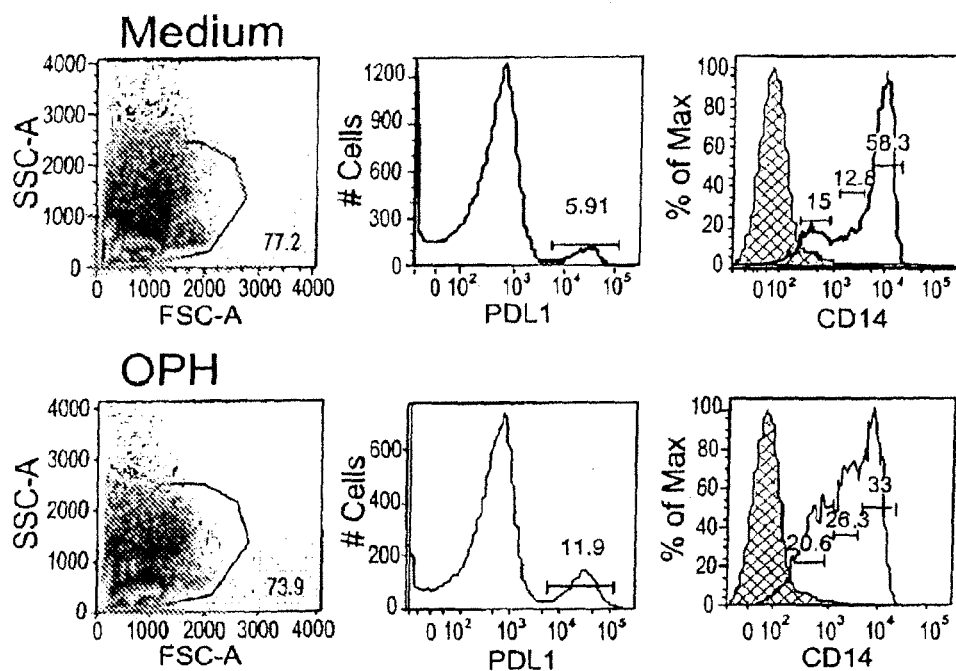 Medium
4000
3000
2000
1000
0
SSC-A
77.2
0 1000 2000 3000 4000
FSC-A
1200
900
600
300
0
# Cells
5.91
0 10² 10³ 10⁴ 10⁵
PDL1
100
80
60
40
20
0
% of Max
58.3
12.8
15
0 10² 10³ 10⁴ 10⁵
CD14
OPH
4000
3000
2000
1000
0
SSC-A
73.9
0 1000 2000 3000 4000
FSC-A
600
400
200
0
# Cells
11.9
0 10² 10³ 10⁴ 10⁵
PDL1
100
80
60
40
20
0
% of Max
33
26.3
20.6
0 10² 10³ 10⁴ 10⁵
CD14